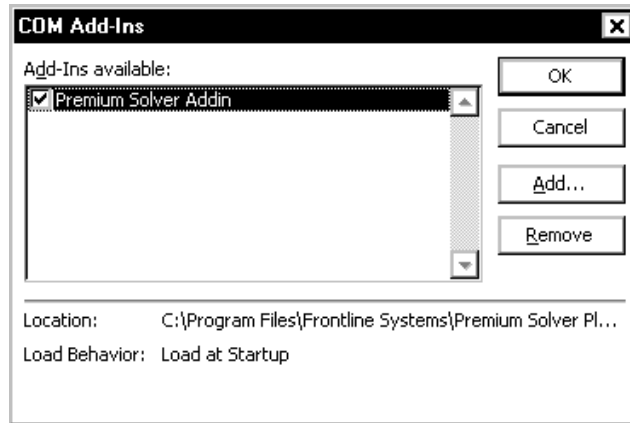 COM Add-Ins
Add-Ins available:
Premium Solver Addin
OK
Cancel
Add...
Remove
Location: C:\Program Files\Frontline Systems\Premium Solver Pl...
Load Behavior: Load at Startup